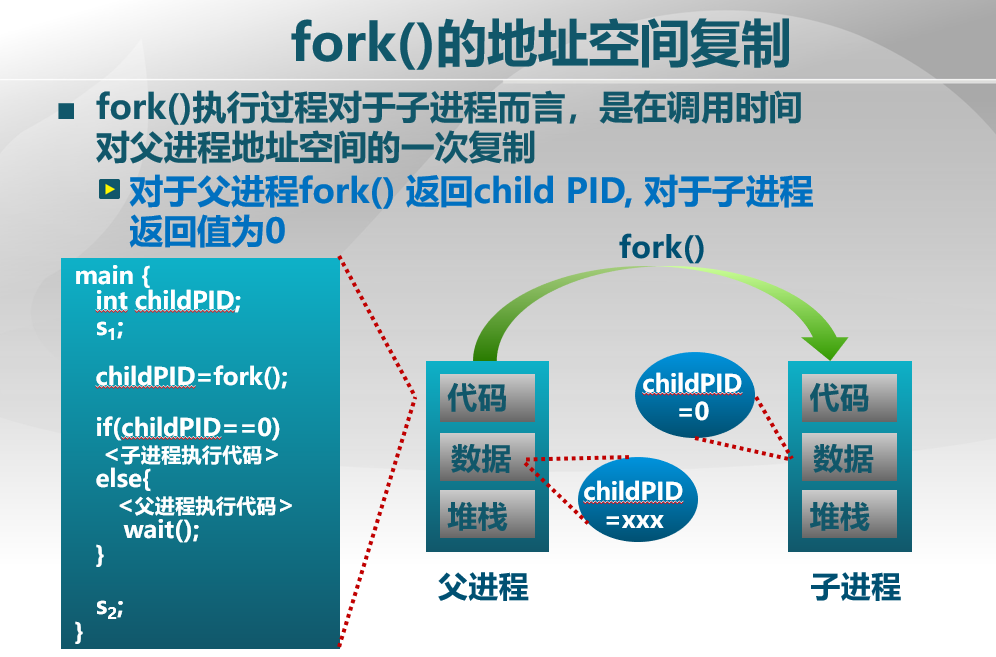 fork()的地址空间复制
fork()执行过程对于子进程而言，是在调用时间
对父进程地址空间的一次复制
对于父进程fork() 返回child PID, 对于子进程
返回值为0
main {
int childPID;
s₁;
childPID=fork();
if(childPID==0)
<子进程执行代码>
else{
<父进程执行代码>
wait();
}
s₂;
}
fork()
代码
数据
堆栈
父进程
childPID
=xxx
childPID
=0
代码
数据
堆栈
子进程